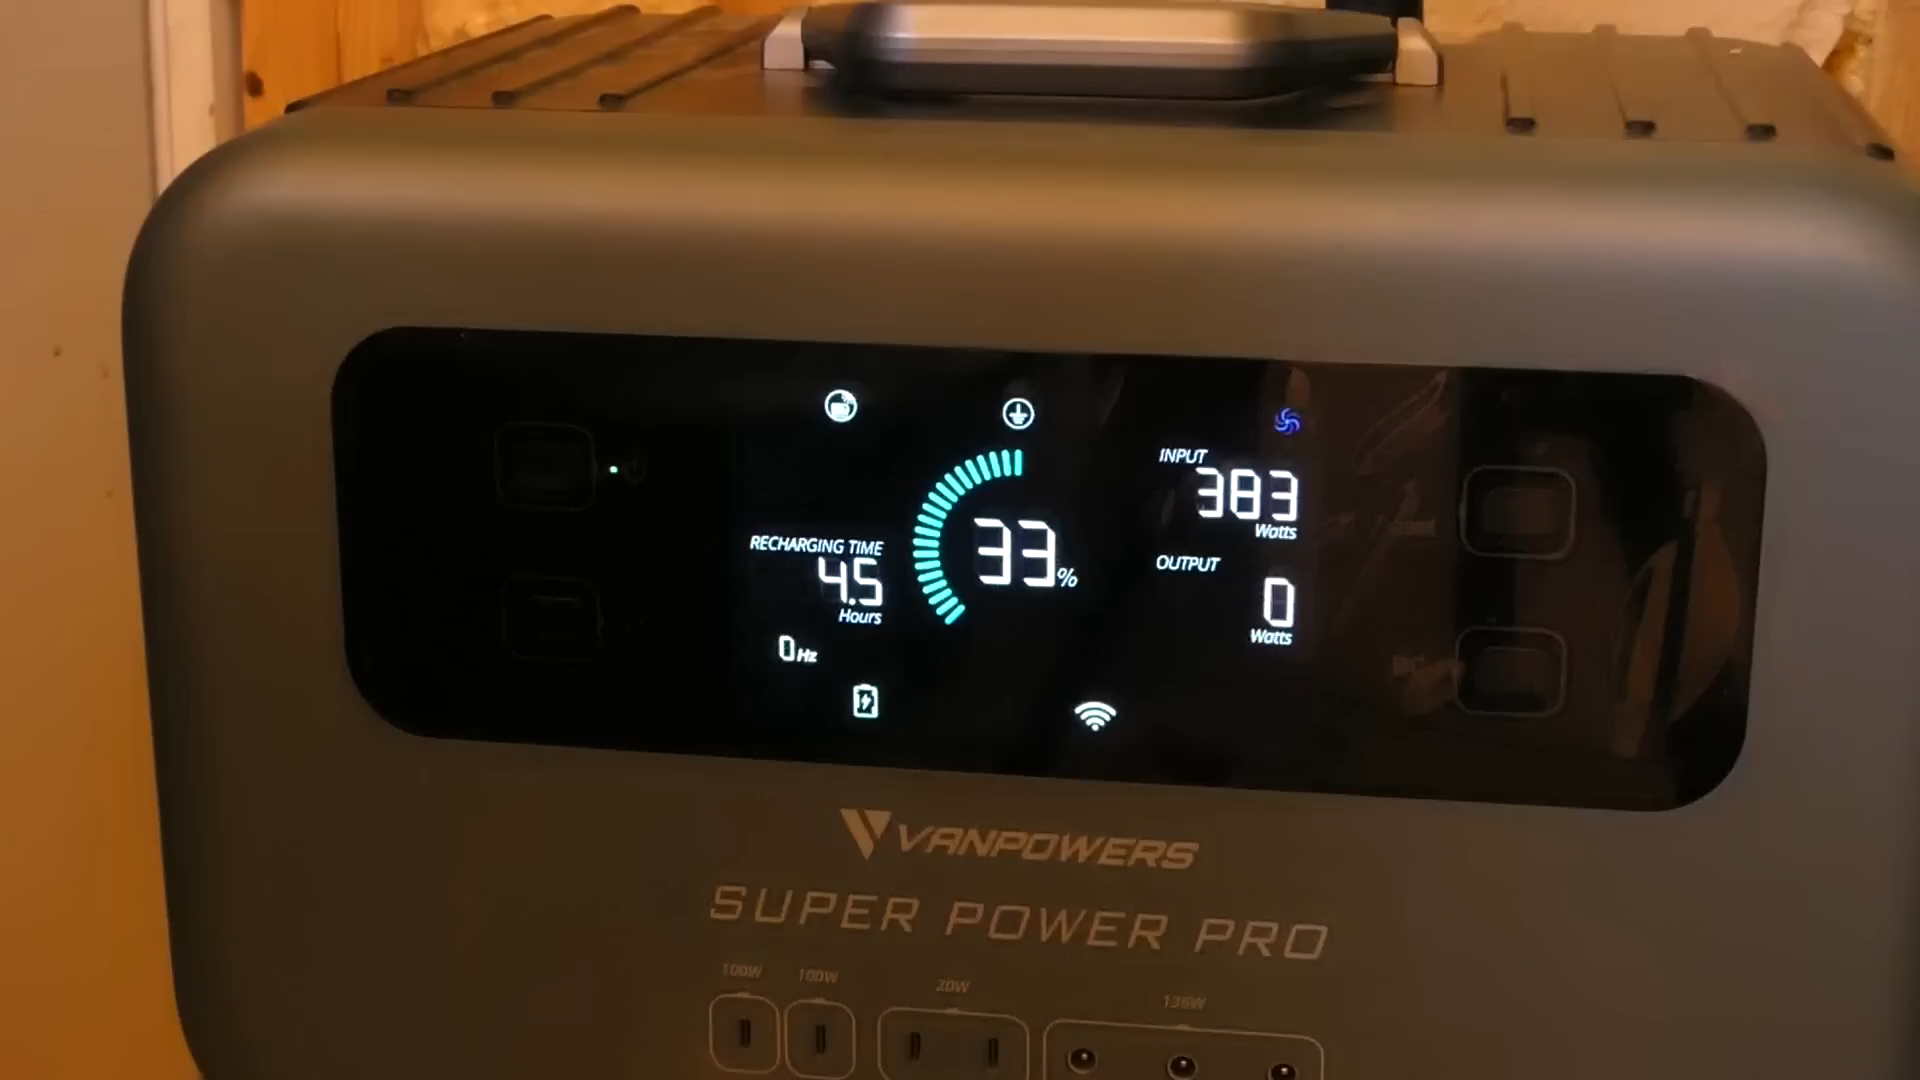 INPUT
383
Watts
RECHARGING TIME
4.5
Hours
33%
OUTPUT
0
Watts
0Hz
VANPOWERS
SUPER POWER PRO
100W 100W 20W 136W